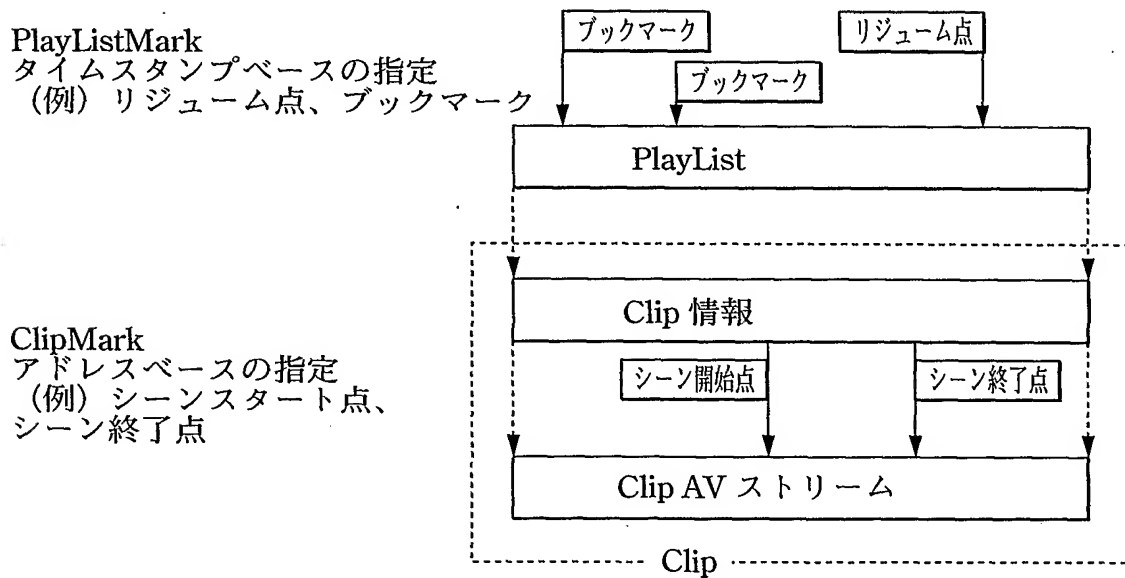 PlayListMark
タイムスタンプベースの指定
（例）リジューム点、ブックマーク
ブックマーク
リジューム点
ブックマーク
PlayList
Clip 情報
ClipMark
アドレスベースの指定
（例）シーンスタート点、
シーン終了点
シーン開始点
シーン終了点
Clip AV ストリーム
Clip